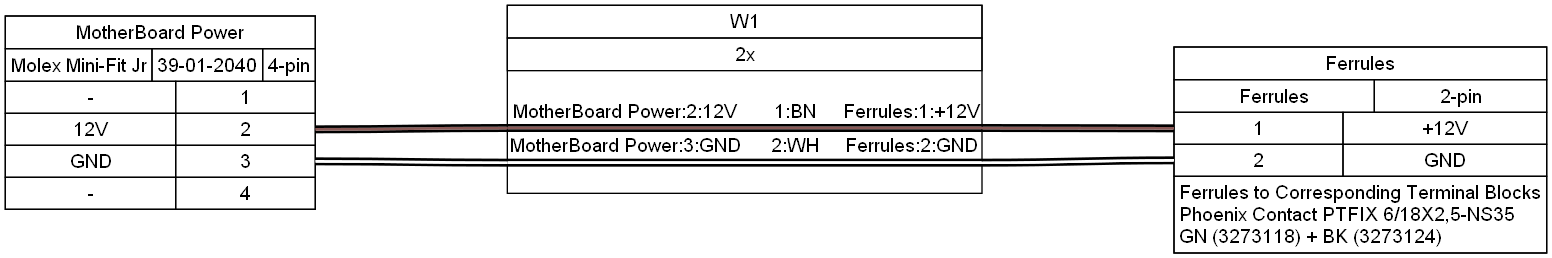 MotherBoard Power
Molex Mini-Fit Jr 39-01-2040 4-pin
- 1
12V 2
GND 3
- 4
W1
2x
MotherBoard Power:2:12V 1:BN Ferrules:1:+12V
MotherBoard Power:3:GND 2:WH Ferrules:2:GND
Ferrules
Ferrules 2-pin
1 +12V
2 GND
Ferrules to Corresponding Terminal Blocks
Phoenix Contact PTFIX 6/18X2,5-NS35
GN (3273118) + BK (3273124)